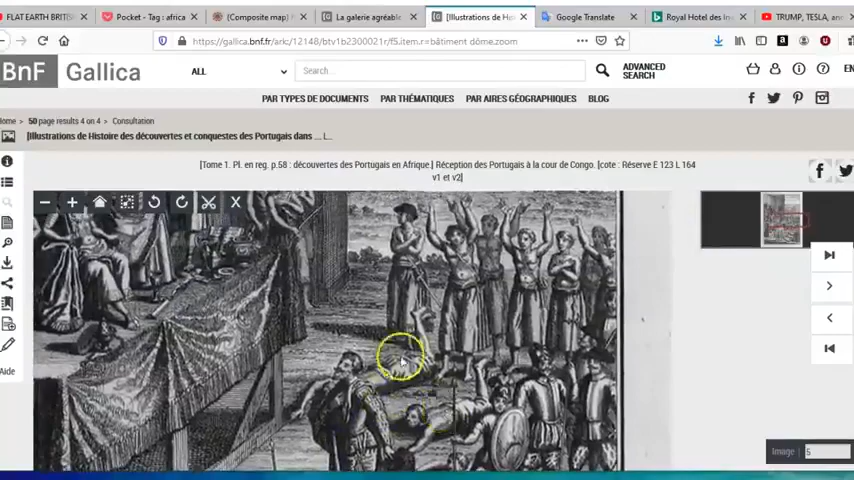 FLAT EARTH BRITIS
Pocket - Tag : africa
(Composite map)
La galerie agréable
[Illustrations de His
Google Translate
Royal Hotel des In
TRUMP, TESLA, an
https://gallica.bnf.fr/ark:/12148/btv1b2300021r/f5.item.r=bâtiment dôme.zoom
BnF Gallica
ALL
Search...
ADVANCED
SEARCH
EN
PAR TYPES DE DOCUMENTS
PAR THÉMATIQUES
PAR AIRES GÉOGRAPHIQUES
BLOG
Home > 50 page results 4 on 4 > Consultation
[Illustrations de Histoire des découvertes et conquestes des Portugais dans ... L...
[Tome 1. Pl. en reg. p.58 : découvertes des Portugais en Afrique.] Réception des Portugais à la cour de Congo. [cote : Réserve E 123 L 164
v1 et v2]
Aide
Image
5